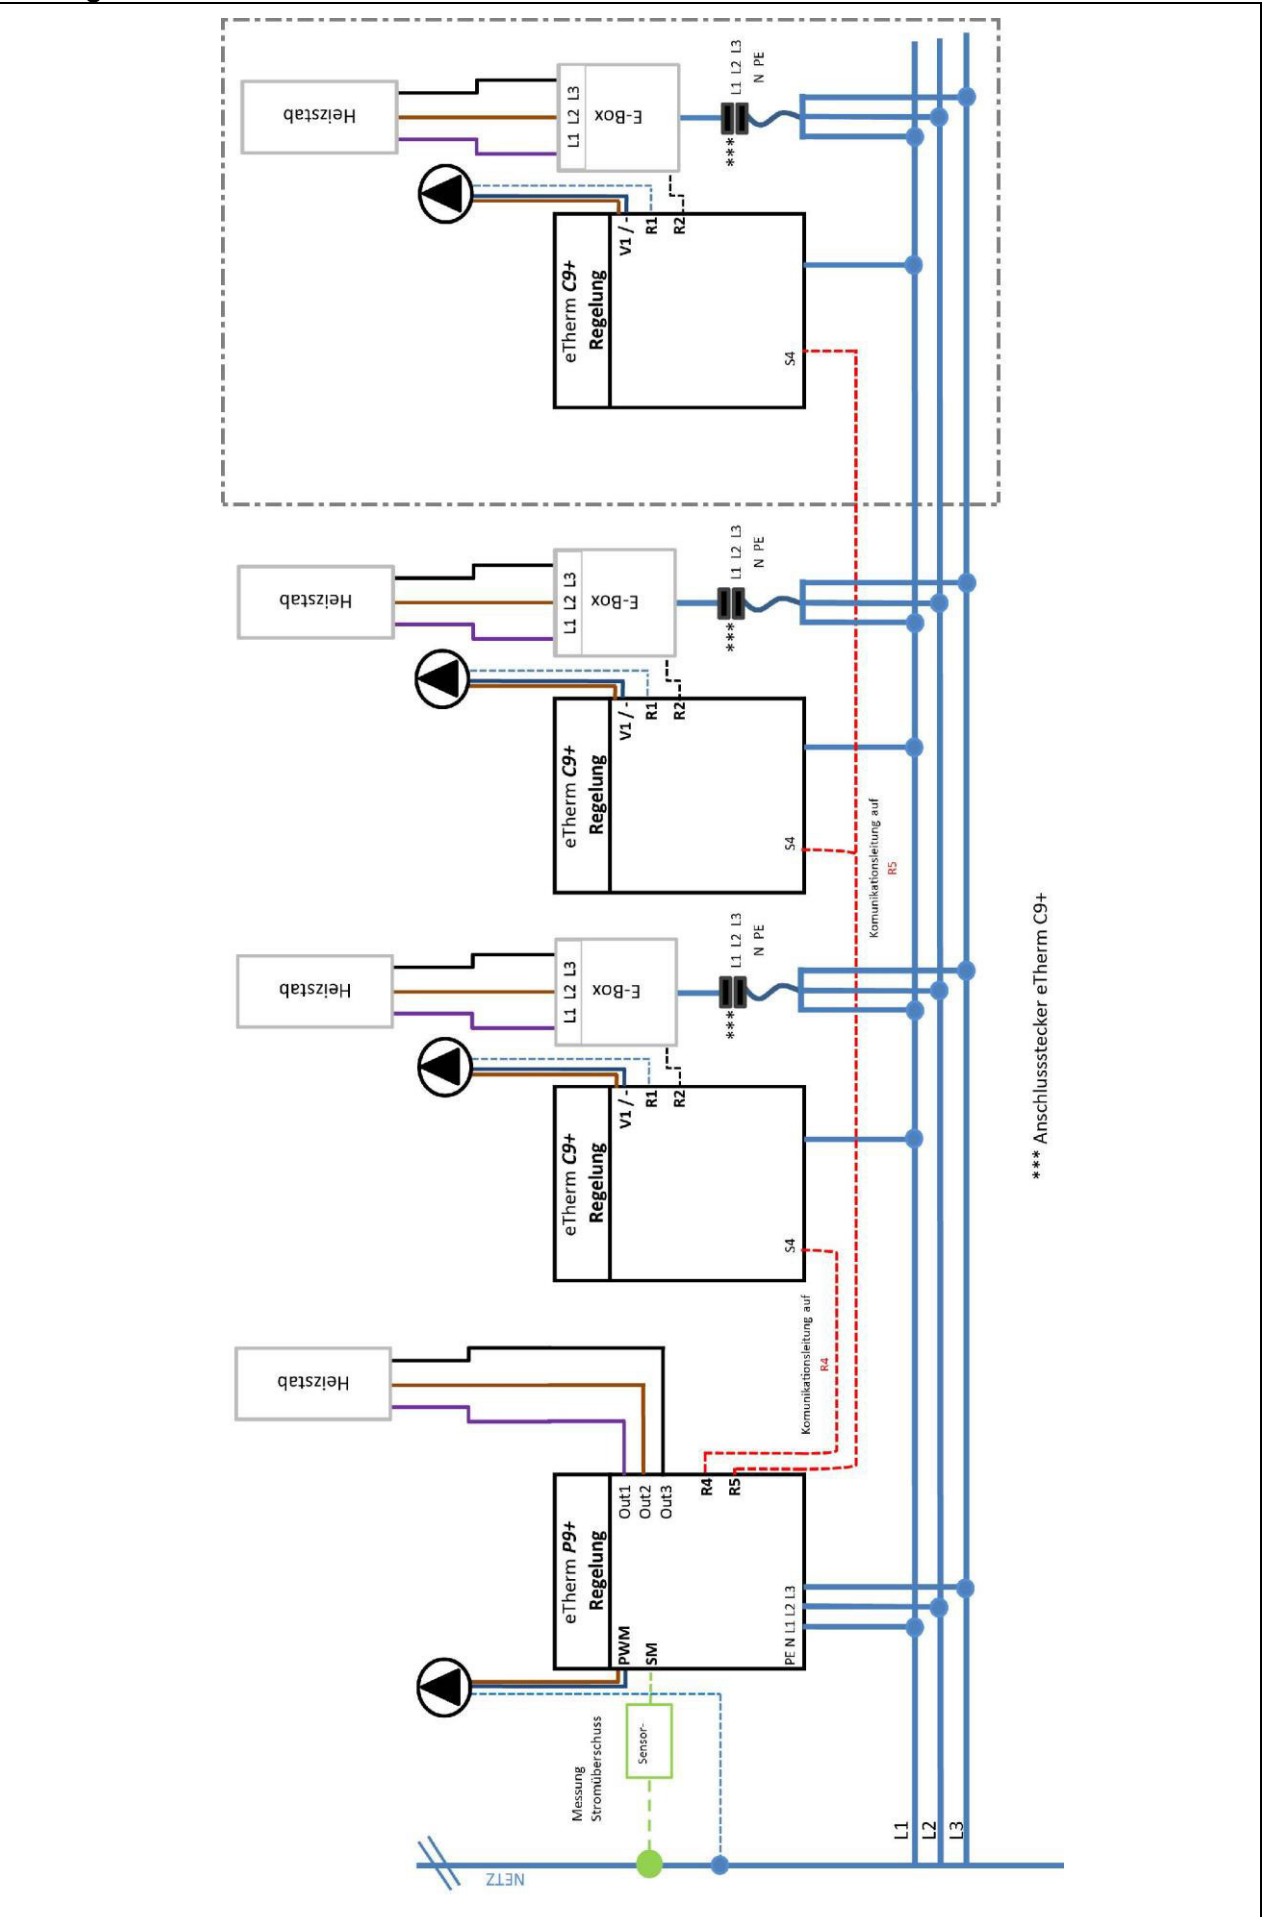 Heizstab
L1 L2 L3
E-Box
***
L1 L2 L3
N PE
eTherm C9+
Regelung
V1 / -
R1
R2
S4
Heizstab
L1 L2 L3
E-Box
***
L1 L2 L3
N PE
eTherm C9+
Regelung
V1 / -
R1
R2
S4
Komunikationsleitung auf
R5
Heizstab
L1 L2 L3
E-Box
***
L1 L2 L3
N PE
eTherm C9+
Regelung
V1 / -
R1
R2
S4
*** Anschlussstecker eTherm C9+
Komunikationsleitung auf
R4
Heizstab
eTherm P9+
Regelung
Out1
Out2
Out3
R4
R5
PWM
SM
PE N L1 L2 L3
Messung
Stromüberschuss
Sensor-
L1
L2
L3
NETZ